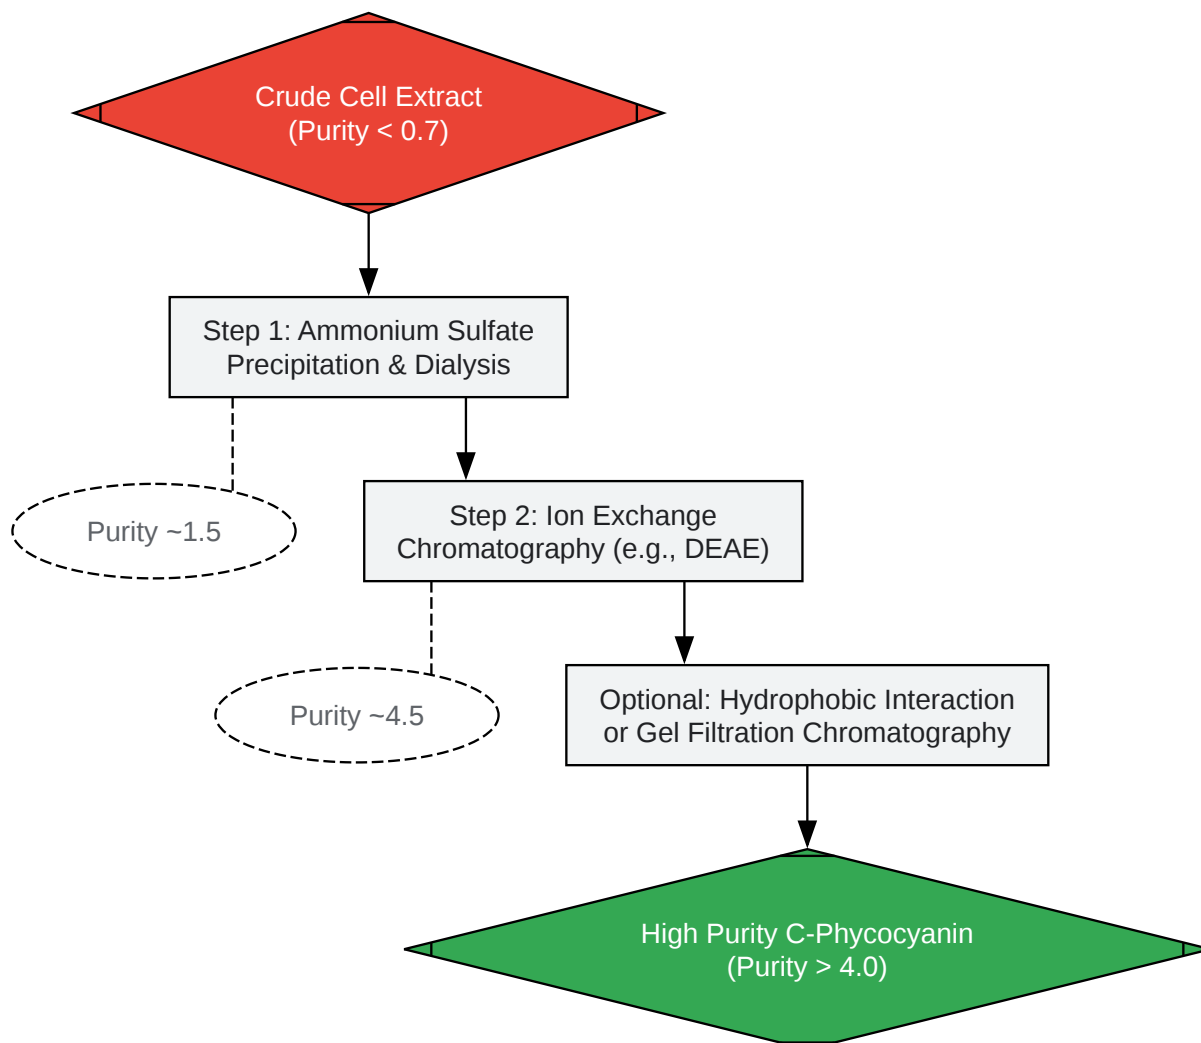 Crude Cell Extract
(Purity < 0.7)
Step 1: Ammonium Sulfate
Precipitation & Dialysis
Purity ~1.5
Step 2: Ion Exchange
Chromatography (e.g., DEAE)
Purity ~4.5
Optional: Hydrophobic Interaction
or Gel Filtration Chromatography
High Purity C-Phycocyanin
(Purity > 4.0)